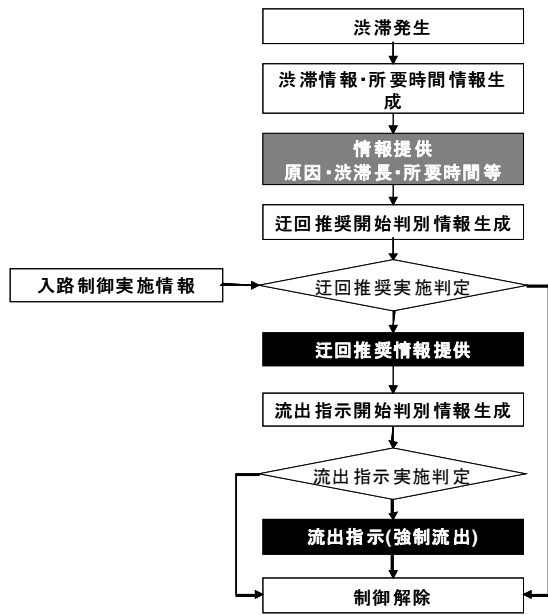 渋滞発生
渋滞情報・所要時間情報生
成
情報提供
原因・渋滞長・所要時間等
迂回推奨開始判別情報生成
入路制御実施情報
迂回推奨実施判定
迂回推奨情報提供
流出指示開始判別情報生成
流出指示実施判定
流出指示(強制流出)
制御解除